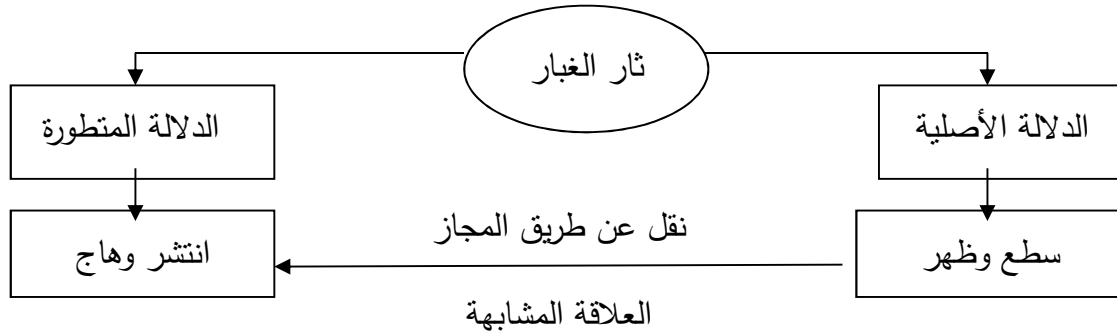 ثار الغبار
الدلالة الأصلية
الدلالة المتطورة
سطع وظهر
نقل عن طريق المجاز
انتشر وهاج
العلاقة المشابهة